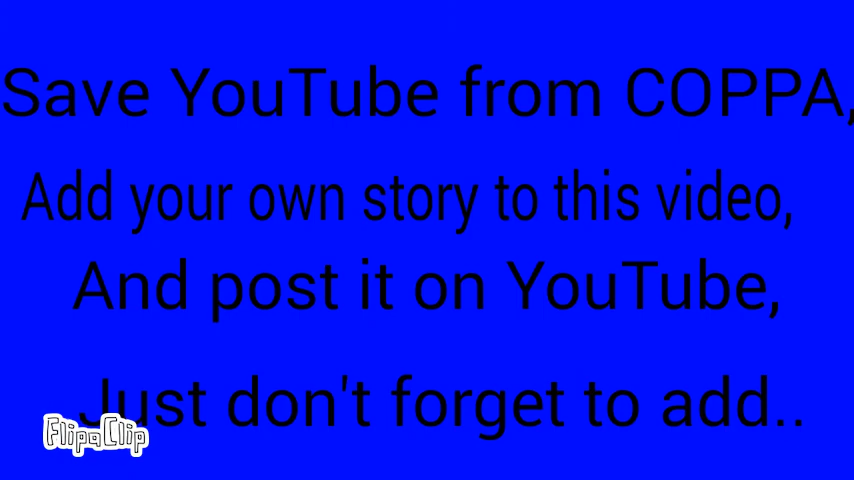 Save YouTube from COPPA,
Add your own story to this video,
And post it on YouTube,
Just don't forget to add..
FlipaClip